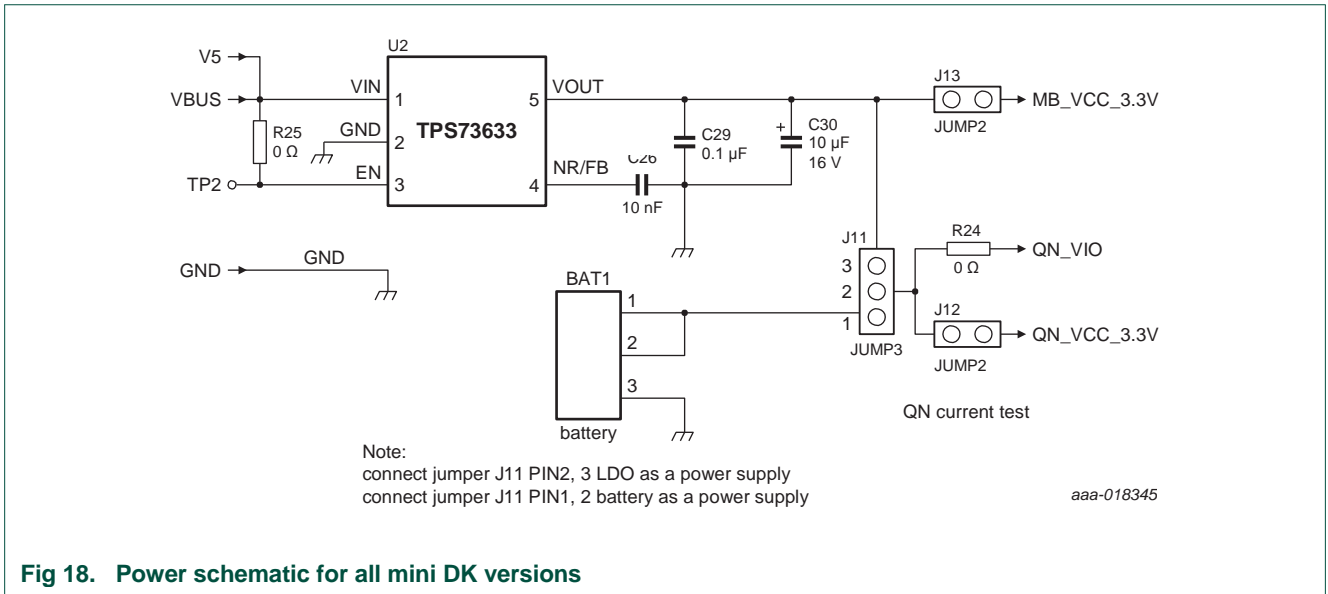 U2
V5
VIN
VOUT
J13
VBUS
1
5
MB_VCC_3.3V
R25
0 Ω
GND
2
TPS73633
C29
0.1 µF
+
C30
10 µF
16 V
JUMP2
EN
TP2
3
4
NR/FB
C26
10 nF
GND
GND
J11
3
2
1
JUMP3
R24
0 Ω
QN_VIO
BAT1
1
2
3
battery
J12
QN_VCC_3.3V
JUMP2
QN current test
Note:
connect jumper J11 PIN2, 3 LDO as a power supply
connect jumper J11 PIN1, 2 battery as a power supply
aaa-018345
Fig 18. Power schematic for all mini DK versions